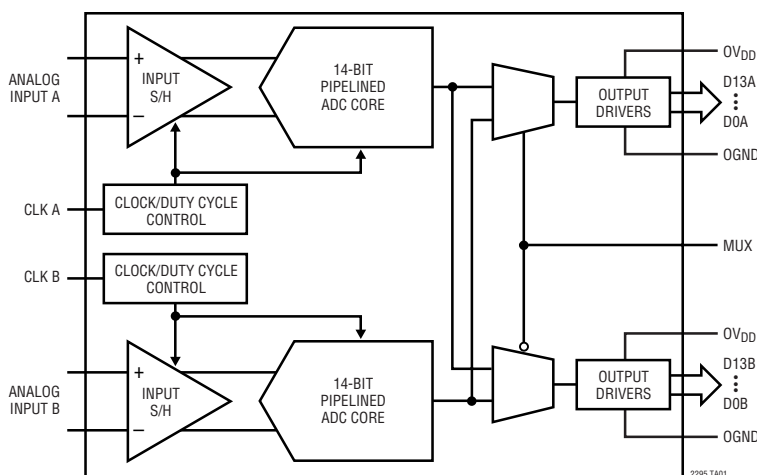 ANALOG
INPUT A
+
−
INPUT
S/H
14-BIT
PIPELINED
ADC CORE
OUTPUT
DRIVERS
OVDD
D13A
D0A
OGND
CLK A
CLOCK/DUTY CYCLE
CONTROL
MUX
CLK B
CLOCK/DUTY CYCLE
CONTROL
ANALOG
INPUT B
+
−
INPUT
S/H
14-BIT
PIPELINED
ADC CORE
OUTPUT
DRIVERS
OVDD
D13B
D0B
OGND
2295 TA01